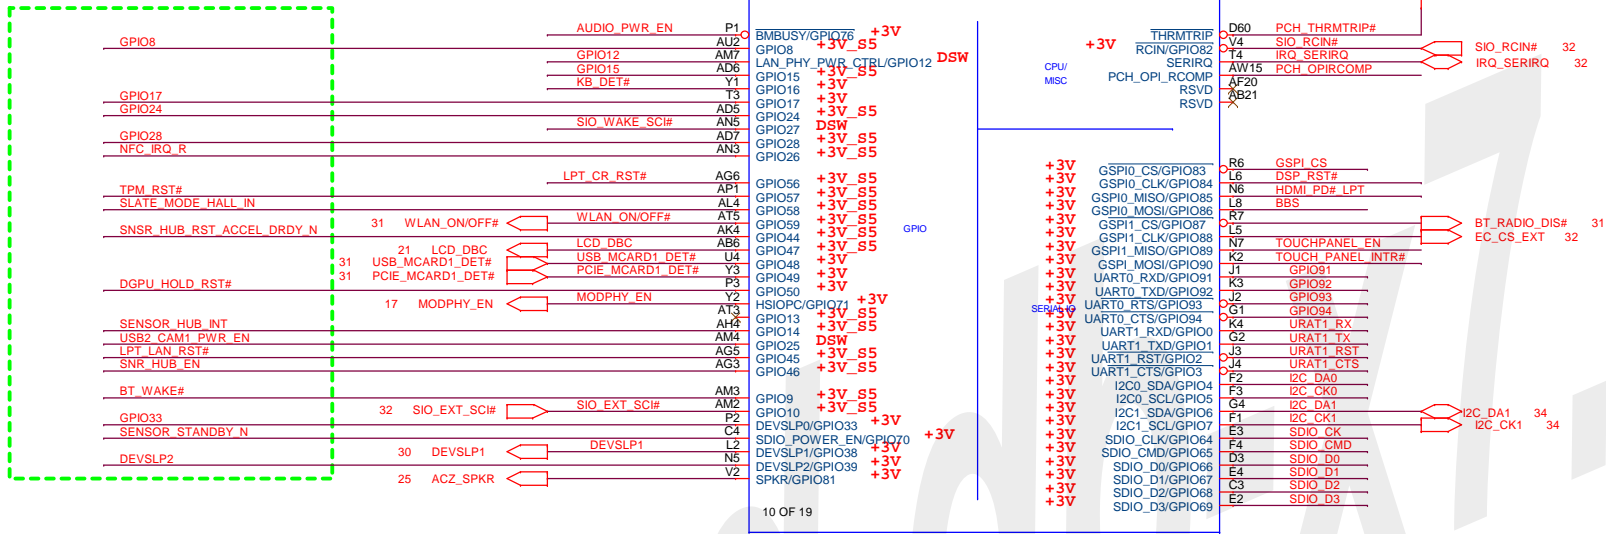 AUDIO_PWR_EN P1 BMBUSY/GPIO76 +3V
GPIO8 AU2 GPIO8 +3V_S5
GPIO12 AM7 LAN_PHY_PWR_CTRL/GPIO12 DSW
GPIO15 AD6 GPIO15 +3V_S5
KB_DET# Y1 GPIO16 +3V
GPIO17 T3 GPIO17 +3V
GPIO24 AD5 GPIO24 +3V_S5
SIO_WAKE_SCI# AN5 GPIO27 DSW
GPIO28 AD7 GPIO28 +3V_S5
NFC_IRQ_R AN3 GPIO26 +3V_S5
LPT_CR_RST# AG6 GPIO56 +3V_S5
TPM_RST# AP1 GPIO57 +3V_S5
SLATE_MODE_HALL_IN AL4 GPIO58 +3V_S5
31 WLAN_ON/OFF# WLAN_ON/OFF# AT5 GPIO59 +3V_S5
SNSR_HUB_RST_ACCEL_DRDY_N AK4 GPIO44 +3V_S5
21 LCD_DBC LCD_DBC AB6 GPIO47 +3V_S5
31 USB_MCARD1_DET# USB_MCARD1_DET# U4 GPIO48 +3V
31 PCIE_MCARD1_DET# PCIE_MCARD1_DET# Y3 GPIO49 +3V
DGPU_HOLD_RST# P3 GPIO50 +3V
17 MODPHY_EN MODPHY_EN Y2 HSIOPC/GPIO71 +3V
AT3 GPIO13 +3V_S5
SENSOR_HUB_INT AH4 GPIO14 +3V_S5
USB2_CAM1_PWR_EN AM4 GPIO25 DSW
LPT_LAN_RST# AG5 GPIO45 +3V_S5
SNR_HUB_EN AG3 GPIO46 +3V_S5
BT_WAKE# AM3 GPIO9 +3V_S5
32 SIO_EXT_SCI# SIO_EXT_SCI# AM2 GPIO10 +3V_S5
GPIO33 P2 DEVSLP0/GPIO33 +3V
SENSOR_STANDBY_N C4 SDIO_POWER_EN/GPIO70 +3V
30 DEVSLP1 DEVSLP1 L2 DEVSLP1/GPIO38 +3V
DEVSLP2 N5 DEVSLP2/GPIO39 +3V
25 ACZ_SPKR V2 SPKR/GPIO81 +3V
10 OF 19
GPIO
CPU/
MISC
SERIAL IO
THRMTRIP D60 PCH_THRMTRIP#
+3V RCIN/GPIO82 V4 SIO_RCIN# SIO_RCIN# 32
SERIRQ T4 IRQ_SERIRQ IRQ_SERIRQ 32
PCH_OPI_RCOMP AW15 PCH_OPIRCOMP
RSVD AF20
RSVD AB21
+3V GSPI0_CS/GPIO83 R6 GSPI_CS
+3V GSPI0_CLK/GPIO84 L6 DSP_RST#
+3V GSPI0_MISO/GPIO85 N6 HDMI_PD#_LPT
+3V GSPI0_MOSI/GPIO86 L8 BBS
+3V GSPI1_CS/GPIO87 R7 BT_RADIO_DIS# 31
+3V GSPI1_CLK/GPIO88 L5 EC_CS_EXT 32
+3V GSPI1_MISO/GPIO89 N7 TOUCHPANEL_EN
+3V GSPI_MOSI/GPIO90 K2 TOUCH_PANEL_INTR#
+3V UART0_RXD/GPIO91 J1 GPIO91
+3V UART0_TXD/GPIO92 K3 GPIO92
+3V UART0_RTS/GPIO93 J2 GPIO93
+3V UART0_CTS/GPIO94 G1 GPIO94
+3V UART1_RXD/GPIO0 K4 URAT1_RX
+3V UART1_TXD/GPIO1 G2 URAT1_TX
+3V UART1_RST/GPIO2 J3 URAT1_RST
+3V UART1_CTS/GPIO3 J4 URAT1_CTS
+3V I2C0_SDA/GPIO4 F2 I2C_DA0
+3V I2C0_SCL/GPIO5 F3 I2C_CK0
+3V I2C1_SDA/GPIO6 G4 I2C_DA1 I2C_DA1 34
+3V I2C1_SCL/GPIO7 F1 I2C_CK1 I2C_CK1 34
+3V SDIO_CLK/GPIO64 E3 SDIO_CK
+3V SDIO_CMD/GPIO65 F4 SDIO_CMD
+3V SDIO_D0/GPIO66 D3 SDIO_D0
+3V SDIO_D1/GPIO67 E4 SDIO_D1
+3V SDIO_D2/GPIO68 C3 SDIO_D2
+3V SDIO_D3/GPIO69 E2 SDIO_D3